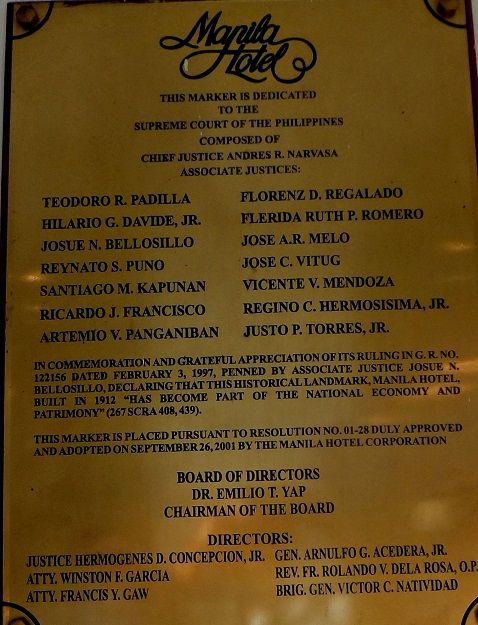 Manila
Hotel
THIS MARKER IS DEDICATED
TO THE
SUPREME COURT OF THE PHILIPPINES
COMPOSED OF
CHIEF JUSTICE ANDRES R. NARVASA
ASSOCIATE JUSTICES:
TEODORO R. PADILLA FLORENZ D. REGALADO
HILARIO G. DAVIDE, JR. FLERIDA RUTH P. ROMERO
JOSUE N. BELLOSILLO JOSE A.R. MELO
REYNATO S. PUNO JOSE C. VITUG
SANTIAGO M. KAPUNAN VICENTE V. MENDOZA
RICARDO J. FRANCISCO REGINO C. HERMOSISIMA, JR.
ARTEMIO V. PANGANIBAN JUSTO P. TORRES, JR.
IN COMMEMORATION AND GRATEFUL APPRECIATION OF ITS RULING IN G. R. NO.
122156 DATED FEBRUARY 3, 1997, PENNED BY ASSOCIATE JUSTICE JOSUE N.
BELLOSILLO, DECLARING THAT THIS HISTORICAL LANDMARK, MANILA HOTEL,
BUILT IN 1912 "HAS BECOME PART OF THE NATIONAL ECONOMY AND
PATRIMONY" (267 SCRA 408, 439).
THIS MARKER IS PLACED PURSUANT TO RESOLUTION NO. 01-28 DULY APPROVED
AND ADOPTED ON SEPTEMBER 26, 2001 BY THE MANILA HOTEL CORPORATION
BOARD OF DIRECTORS
DR. EMILIO T. YAP
CHAIRMAN OF THE BOARD
DIRECTORS:
JUSTICE HERMOGENES D. CONCEPCION, JR. GEN. ARNULFO G. ACEDERA, JR.
ATTY. WINSTON F. GARCIA REV. FR. ROLANDO V. DELA ROSA, O.P.
ATTY. FRANCIS Y. GAW BRIG. GEN. VICTOR C. NATIVIDAD